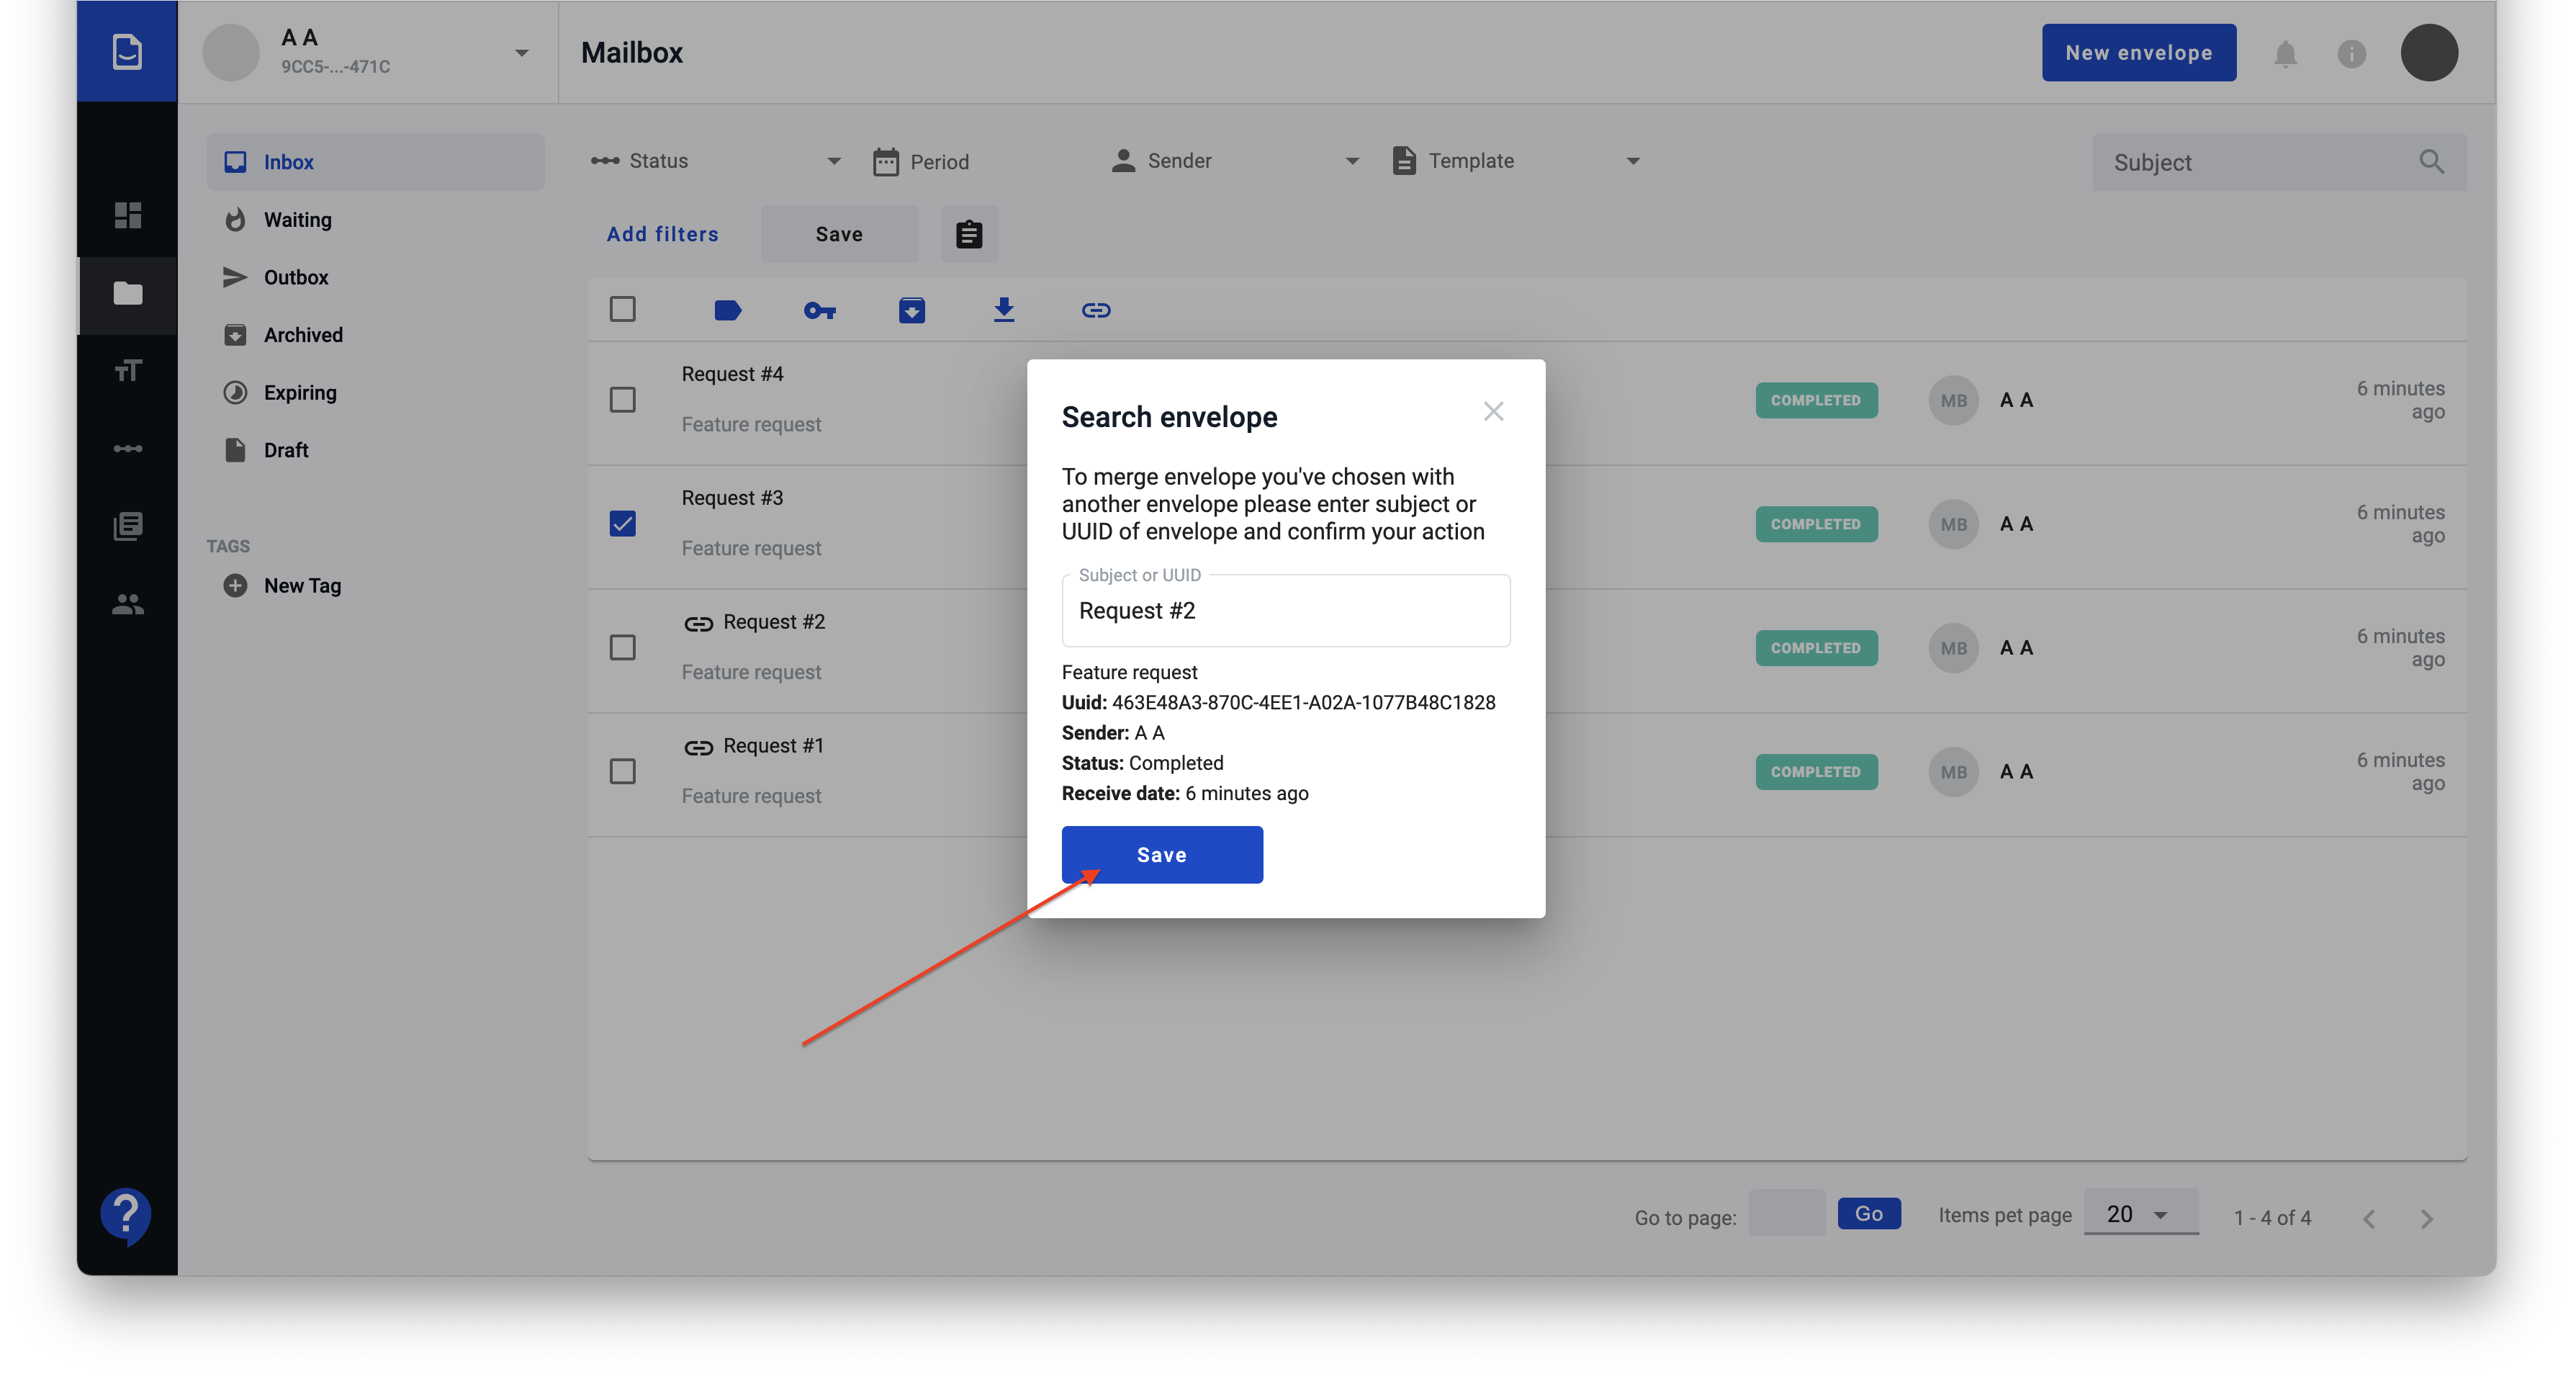 A A
9CC5-...-471C
Mailbox
New envelope
Inbox
Waiting
Outbox
Archived
Expiring
Draft
TAGS
New Tag
Status
Period
Sender
Template
Subject
Add filters
Save
Request #4
Feature request
COMPLETED
MB
A A
6 minutes
ago
Request #3
Feature request
COMPLETED
MB
A A
6 minutes
ago
Request #2
Feature request
COMPLETED
MB
A A
6 minutes
ago
Request #1
Feature request
COMPLETED
MB
A A
6 minutes
ago
Search envelope
To merge envelope you've chosen with
another envelope please enter subject or
UUID of envelope and confirm your action
Subject or UUID
Request #2
Feature request
Uuid: 463E48A3-870C-4EE1-A02A-1077B48C1828
Sender: A A
Status: Completed
Receive date: 6 minutes ago
Save
Go to page:
Go
Items pet page
20
1 - 4 of 4